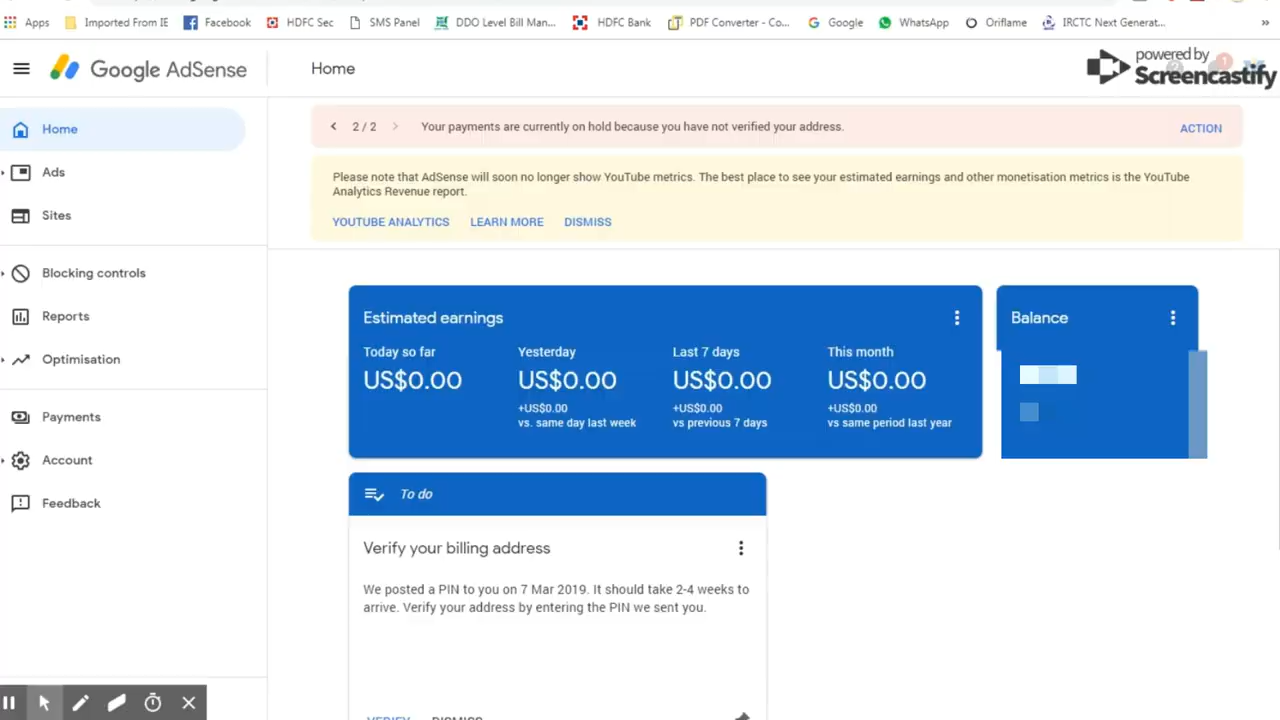 Apps Imported From IE Facebook HDFC Sec SMS Panel DDO Level Bill Man... HDFC Bank PDF Converter - Co... Google WhatsApp Oriflame IRCTC Next Generat... »
Google AdSense
Home
powered by
Screencastify
1
Home
Ads
Sites
Blocking controls
Reports
Optimisation
Payments
Account
Feedback
2 / 2 Your payments are currently on hold because you have not verified your address. ACTION
Please note that AdSense will soon no longer show YouTube metrics. The best place to see your estimated earnings and other monetisation metrics is the YouTube
Analytics Revenue report.
YOUTUBE ANALYTICS LEARN MORE DISMISS
Estimated earnings
Today so far Yesterday Last 7 days This month
US$0.00 US$0.00 US$0.00 US$0.00
+US$0.00 +US$0.00 +US$0.00
vs. same day last week vs previous 7 days vs same period last year
Balance
To do
Verify your billing address
We posted a PIN to you on 7 Mar 2019. It should take 2-4 weeks to
arrive. Verify your address by entering the PIN we sent you.
VERIFY DISMISS